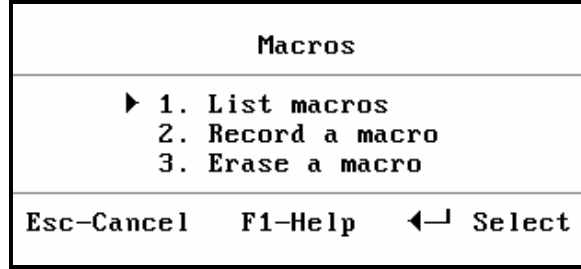 Macros
▶ 1. List macros
2. Record a macro
3. Erase a macro
Esc-Cancel F1-Help ◄─┘ Select